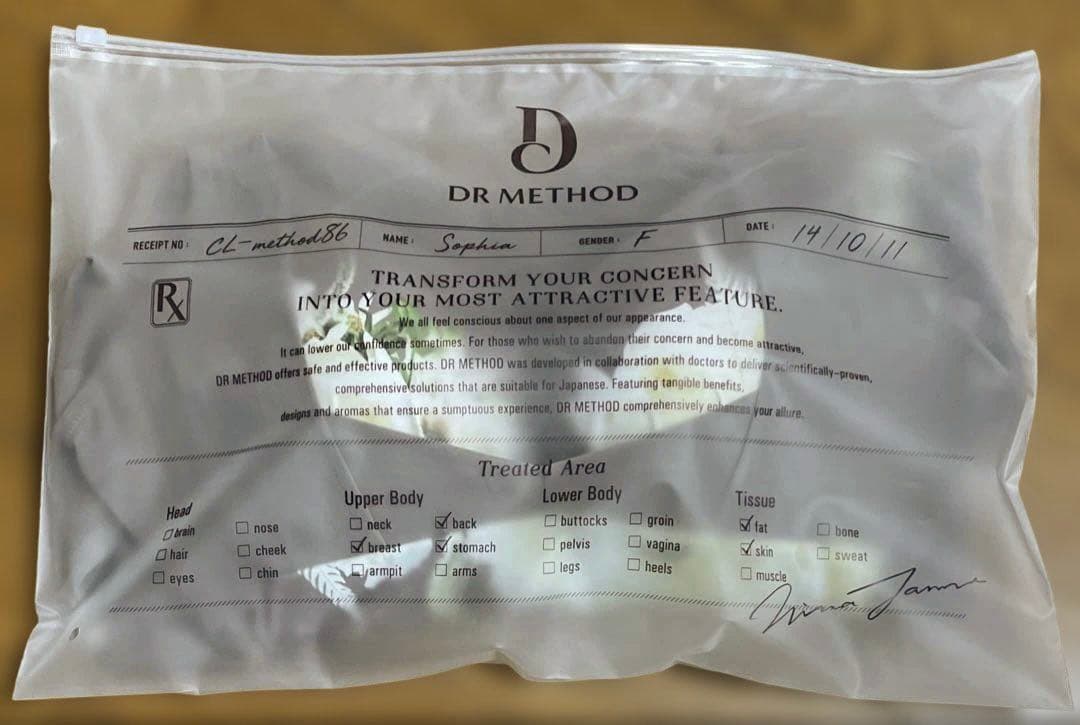 DC
DR METHOD
RECEIPT NO : CL-method86 NAME : Sophia GENDER : F DATE : 14/10/11
Rx
TRANSFORM YOUR CONCERN
INTO YOUR MOST ATTRACTIVE FEATURE.
We all feel conscious about one aspect of our appearance.
It can lower our confidence sometimes. For those who wish to abandon their concern and become attractive,
DR METHOD offers safe and effective products. DR METHOD was developed in collaboration with doctors to deliver scientifically-proven,
comprehensive solutions that are suitable for Japanese. Featuring tangible benefits,
designs and aromas that ensure a sumptuous experience, DR METHOD comprehensively enhances your allure.
Treated Area
Head
brain
hair
eyes
nose
cheek
chin
Upper Body
neck
breast
armpit
back
stomach
arms
Lower Body
buttocks
pelvis
legs
groin
vagina
heels
Tissue
fat
skin
muscle
bone
sweat